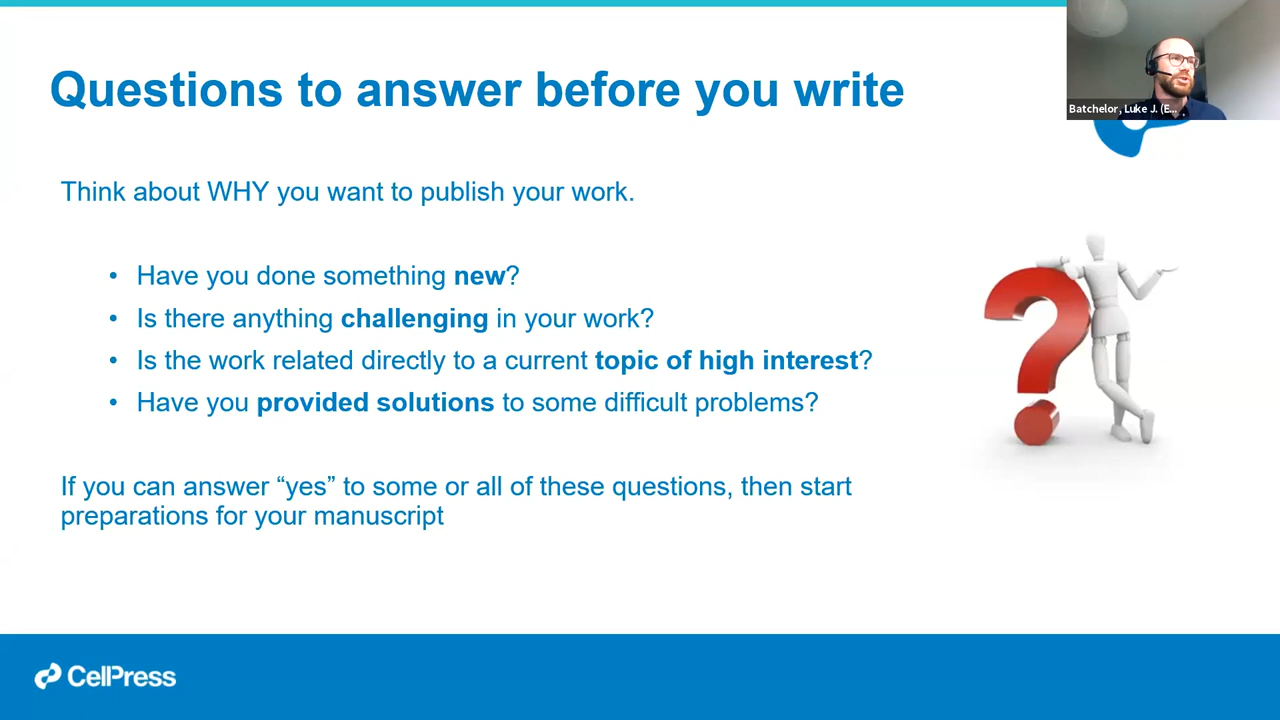 Questions to answer before you write
Batchelor, Luke J. (E...
Think about WHY you want to publish your work.
• Have you done something new?
• Is there anything challenging in your work?
• Is the work related directly to a current topic of high interest?
• Have you provided solutions to some difficult problems?
If you can answer “yes” to some or all of these questions, then start
preparations for your manuscript
CellPress